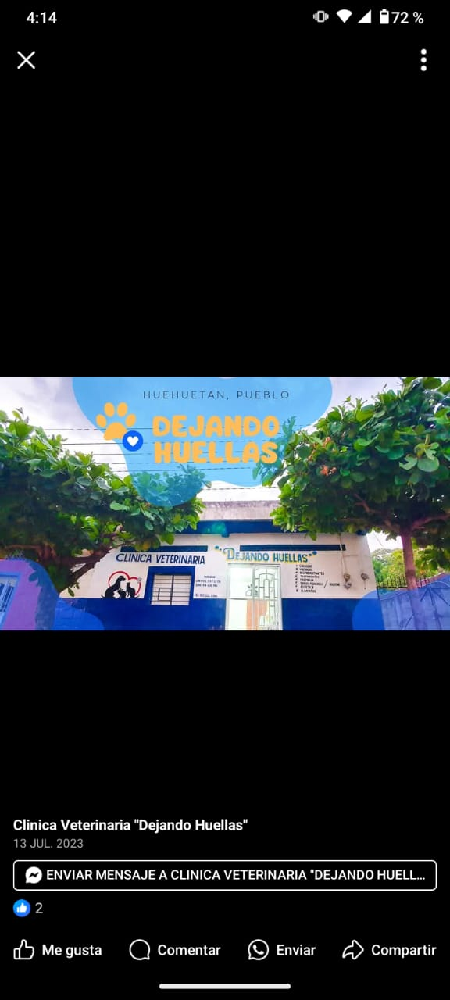 4:14
72 %
HUEHUETAN, PUEBLO
DEJANDO
HUELLAS
CLINICA VETERINARIA
DEJANDO HUELLAS
Clinica Veterinaria "Dejando Huellas"
13 JUL. 2023
ENVIAR MENSAJE A CLINICA VETERINARIA "DEJANDO HUELL...
2
Me gusta
Comentar
Enviar
Compartir